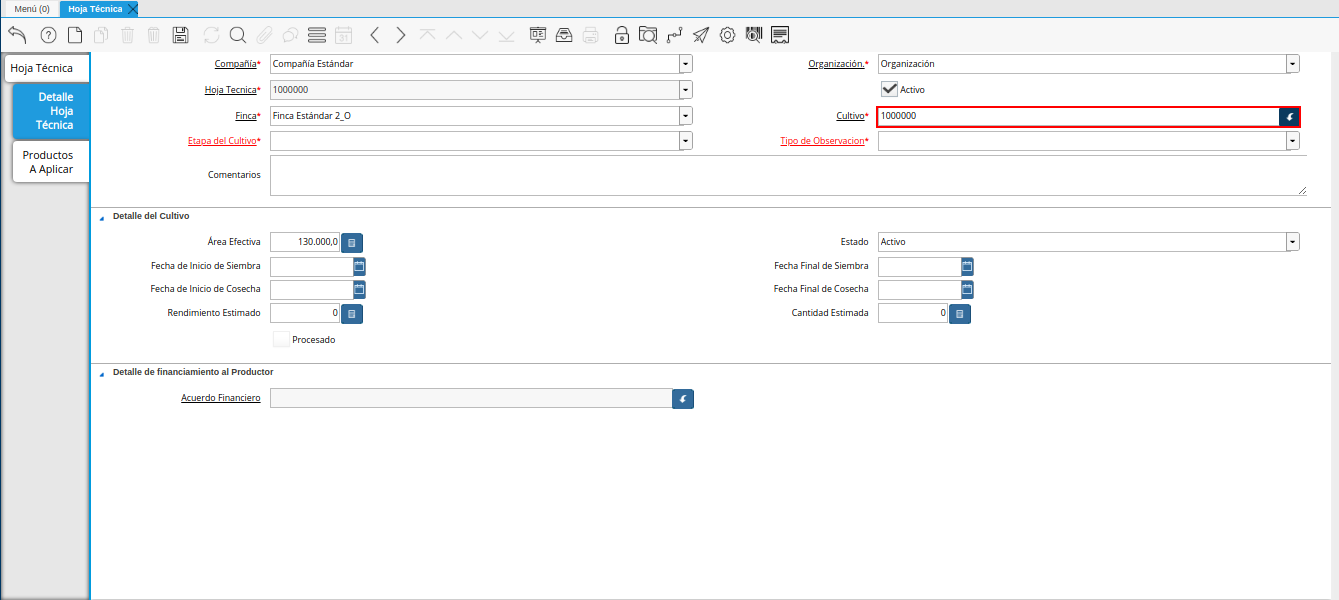 Menú (0)
Hoja Técnica
31
Hoja Técnica
Detalle
Hoja
Técnica
Productos
A Aplicar
Compañía* Compañía Estándar
Organización.* Organización
Hoja Tecnica* 1000000
Activo
Finca* Finca Estándar 2_O
Cultivo* 1000000
Etapa del Cultivo*
Tipo de Observacion*
Comentarios
Detalle del Cultivo
Área Efectiva 130.000,0
Estado Activo
Fecha de Inicio de Siembra
Fecha Final de Siembra
Fecha de Inicio de Cosecha
Fecha Final de Cosecha
Rendimiento Estimado 0
Cantidad Estimada 0
Procesado
Detalle de financiamiento al Productor
Acuerdo Financiero